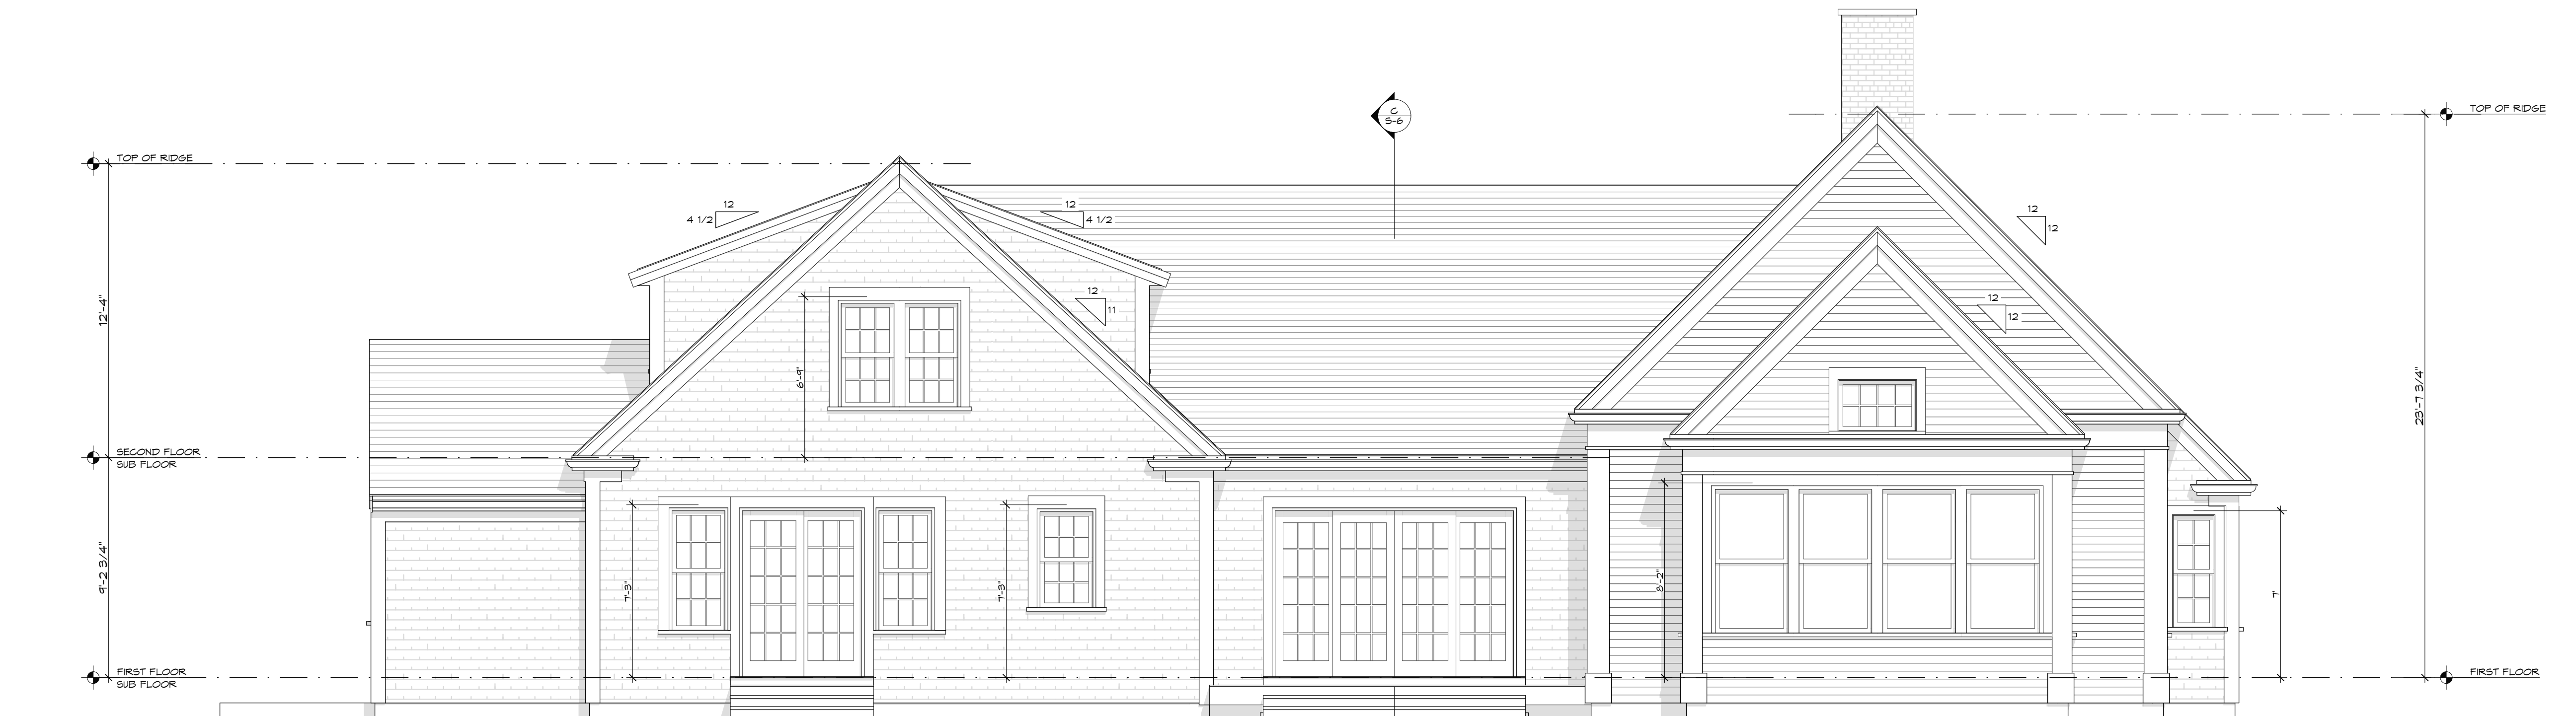 C
S-6
TOP OF RIDGE
TOP OF RIDGE
12
4 1/2
12
4 1/2
12
12
12
11
12
12
12'-4"
6'-9"
23'-7 3/4"
SECOND FLOOR
SUB FLOOR
9'-2 3/4"
7'-3"
7'-3"
8'-2"
7'
FIRST FLOOR
SUB FLOOR
FIRST FLOOR